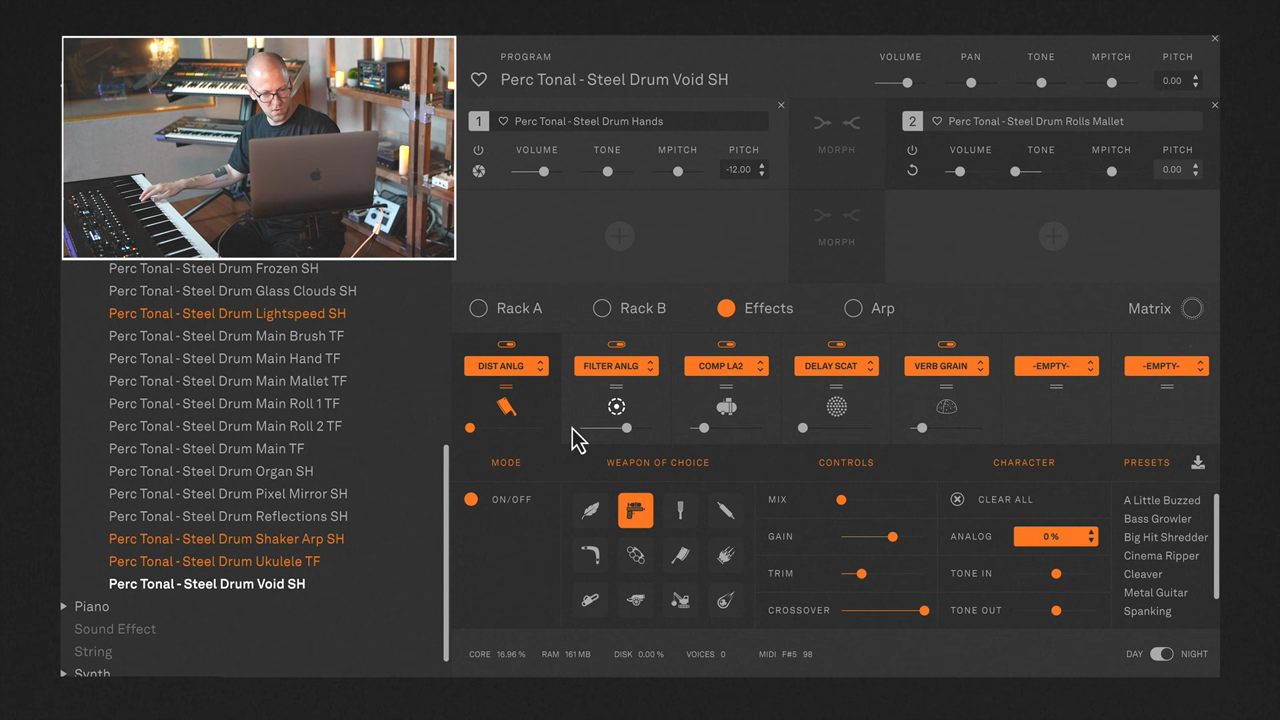 PROGRAM
Perc Tonal - Steel Drum Void SH
VOLUME PAN TONE MPITCH PITCH
0.00
1 Perc Tonal - Steel Drum Hands
VOLUME TONE MPITCH PITCH
-12.00
MORPH
2 Perc Tonal - Steel Drum Rolls Mallet
VOLUME TONE MPITCH PITCH
0.00
MORPH
Perc Tonal - Steel Drum Frozen SH
Perc Tonal - Steel Drum Glass Clouds SH
Perc Tonal - Steel Drum Lightspeed SH
Perc Tonal - Steel Drum Main Brush TF
Perc Tonal - Steel Drum Main Hand TF
Perc Tonal - Steel Drum Main Mallet TF
Perc Tonal - Steel Drum Main Roll 1 TF
Perc Tonal - Steel Drum Main Roll 2 TF
Perc Tonal - Steel Drum Main TF
Perc Tonal - Steel Drum Organ SH
Perc Tonal - Steel Drum Pixel Mirror SH
Perc Tonal - Steel Drum Reflections SH
Perc Tonal - Steel Drum Shaker Arp SH
Perc Tonal - Steel Drum Ukulele TF
Perc Tonal - Steel Drum Void SH
Piano
Sound Effect
String
Synth
Rack A Rack B Effects Arp Matrix
DIST ANLG FILTER ANLG COMP LA2 DELAY SCAT VERB GRAIN -EMPTY- -EMPTY-
MODE WEAPON OF CHOICE CONTROLS CHARACTER PRESETS
ON/OFF
MIX
GAIN
TRIM
CROSSOVER
CLEAR ALL
ANALOG 0 %
TONE IN
TONE OUT
A Little Buzzed
Bass Growler
Big Hit Shredder
Cinema Ripper
Cleaver
Metal Guitar
Spanking
CORE 16.96 % RAM 161 MB DISK 0.00 % VOICES 0 MIDI F#5 98
DAY NIGHT